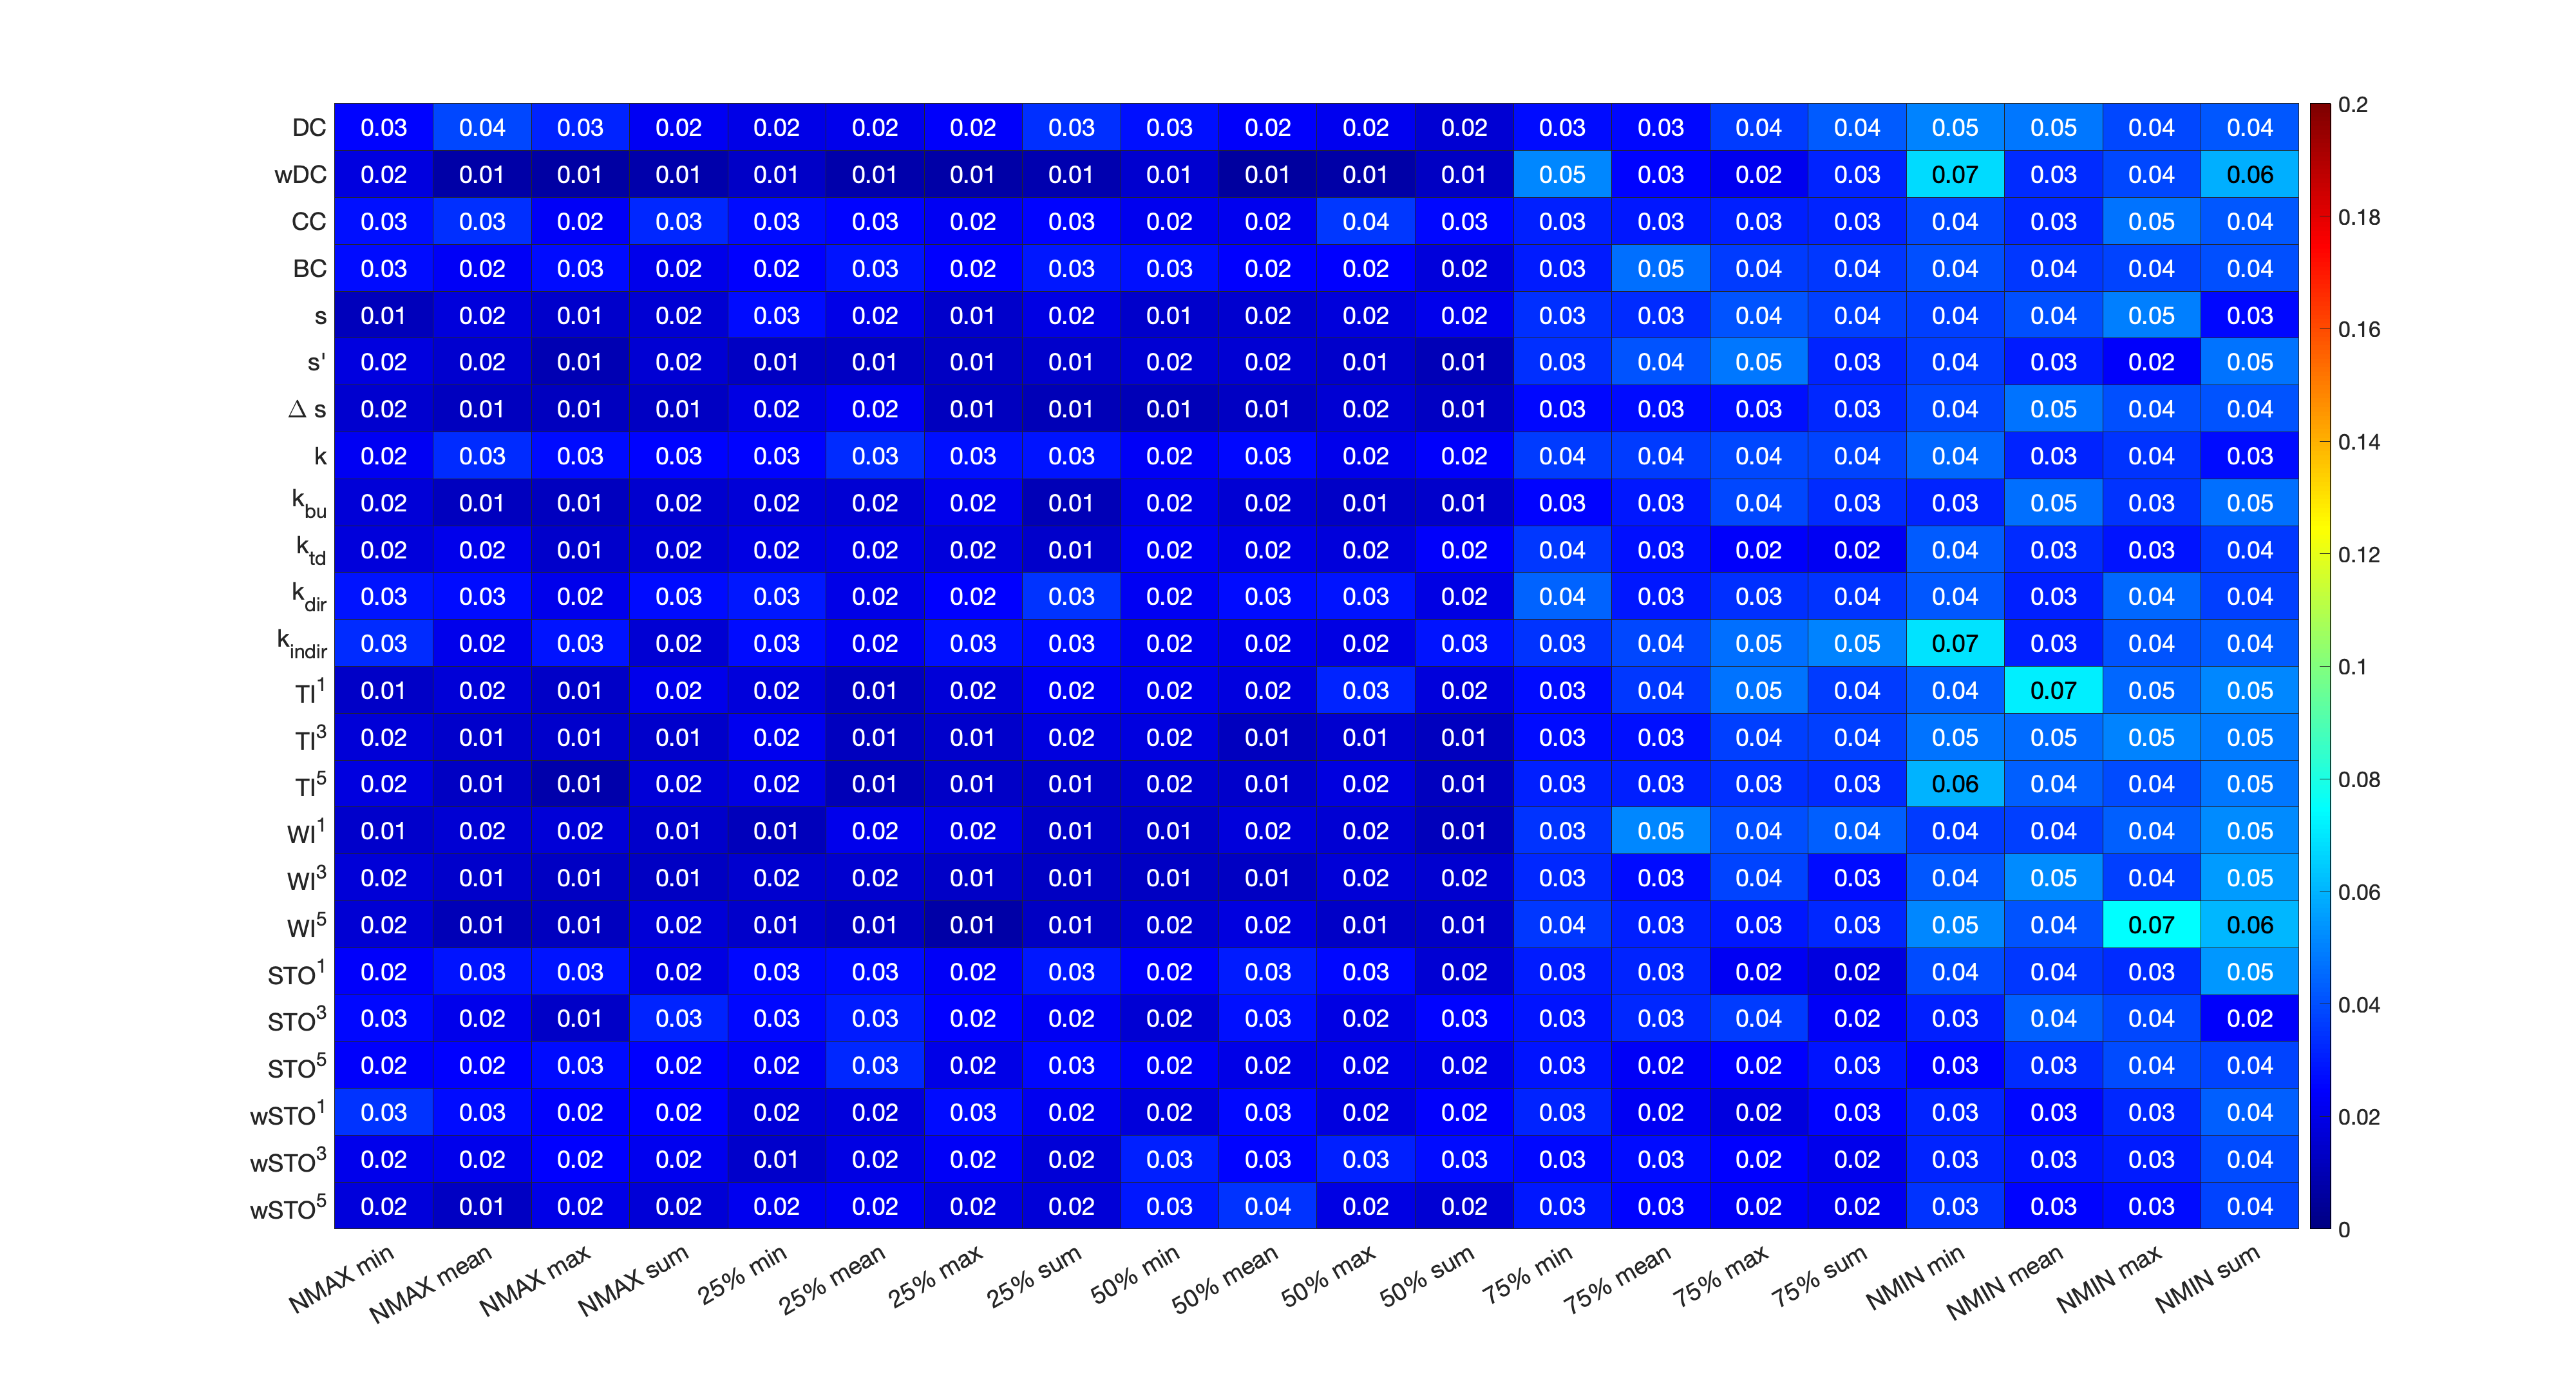 DC 0.03 0.04 0.03 0.02 0.02 0.02 0.02 0.03 0.03 0.02 0.02 0.02 0.03 0.03 0.04 0.04 0.05 0.05 0.04 0.04 0.2
wDC 0.02 0.01 0.01 0.01 0.01 0.01 0.01 0.01 0.01 0.01 0.01 0.01 0.05 0.03 0.02 0.03 0.07 0.03 0.04 0.06
CC 0.03 0.03 0.02 0.03 0.03 0.03 0.02 0.03 0.02 0.02 0.04 0.03 0.03 0.03 0.03 0.03 0.04 0.03 0.05 0.04 0.18
BC 0.03 0.02 0.03 0.02 0.02 0.03 0.02 0.03 0.03 0.02 0.02 0.02 0.03 0.05 0.04 0.04 0.04 0.04 0.04 0.04
s 0.01 0.02 0.01 0.02 0.03 0.02 0.01 0.02 0.01 0.02 0.02 0.02 0.03 0.03 0.04 0.04 0.04 0.04 0.05 0.03 0.16
s' 0.02 0.02 0.01 0.02 0.01 0.01 0.01 0.01 0.02 0.02 0.01 0.01 0.03 0.04 0.05 0.03 0.04 0.03 0.02 0.05
Δ s 0.02 0.01 0.01 0.01 0.02 0.02 0.01 0.01 0.01 0.01 0.02 0.01 0.03 0.03 0.03 0.03 0.04 0.05 0.04 0.04
k 0.02 0.03 0.03 0.03 0.03 0.03 0.03 0.03 0.02 0.03 0.02 0.02 0.04 0.04 0.04 0.04 0.04 0.03 0.04 0.03 0.14
k_bu 0.02 0.01 0.01 0.02 0.02 0.02 0.02 0.01 0.02 0.02 0.01 0.01 0.03 0.03 0.04 0.03 0.03 0.05 0.03 0.05
k_td 0.02 0.02 0.01 0.02 0.02 0.02 0.02 0.01 0.02 0.02 0.02 0.02 0.04 0.03 0.02 0.02 0.04 0.03 0.03 0.04 0.12
k_dir 0.03 0.03 0.02 0.03 0.03 0.02 0.02 0.03 0.02 0.03 0.03 0.02 0.04 0.03 0.03 0.04 0.04 0.03 0.04 0.04
k_indir 0.03 0.02 0.03 0.02 0.03 0.02 0.03 0.03 0.02 0.02 0.02 0.03 0.03 0.04 0.05 0.05 0.07 0.03 0.04 0.04 0.1
TI^1 0.01 0.02 0.01 0.02 0.02 0.01 0.02 0.02 0.02 0.02 0.03 0.02 0.03 0.04 0.05 0.04 0.04 0.07 0.05 0.05
TI^3 0.02 0.01 0.01 0.01 0.02 0.01 0.01 0.02 0.02 0.01 0.01 0.01 0.03 0.03 0.04 0.04 0.05 0.05 0.05 0.05
TI^5 0.02 0.01 0.01 0.02 0.02 0.01 0.01 0.01 0.02 0.01 0.02 0.01 0.03 0.03 0.03 0.03 0.06 0.04 0.04 0.05 0.08
WI^1 0.01 0.02 0.02 0.01 0.01 0.02 0.02 0.01 0.01 0.02 0.02 0.01 0.03 0.05 0.04 0.04 0.04 0.04 0.04 0.05
WI^3 0.02 0.01 0.01 0.01 0.02 0.02 0.01 0.01 0.01 0.01 0.02 0.02 0.03 0.03 0.04 0.03 0.04 0.05 0.04 0.05 0.06
WI^5 0.02 0.01 0.01 0.02 0.01 0.01 0.01 0.01 0.02 0.02 0.01 0.01 0.04 0.03 0.03 0.03 0.05 0.04 0.07 0.06
STO^1 0.02 0.03 0.03 0.02 0.03 0.03 0.02 0.03 0.02 0.03 0.03 0.02 0.03 0.03 0.02 0.02 0.04 0.04 0.03 0.05
STO^3 0.03 0.02 0.01 0.03 0.03 0.03 0.02 0.02 0.02 0.03 0.02 0.03 0.03 0.03 0.04 0.02 0.03 0.04 0.04 0.02 0.04
STO^5 0.02 0.02 0.03 0.02 0.02 0.03 0.02 0.03 0.02 0.02 0.02 0.02 0.03 0.02 0.02 0.03 0.03 0.03 0.04 0.04
wSTO^1 0.03 0.03 0.02 0.02 0.02 0.02 0.03 0.02 0.02 0.03 0.02 0.02 0.03 0.02 0.02 0.03 0.03 0.03 0.03 0.04 0.02
wSTO^3 0.02 0.02 0.02 0.02 0.01 0.02 0.02 0.02 0.03 0.03 0.03 0.03 0.03 0.03 0.02 0.02 0.03 0.03 0.03 0.04
wSTO^5 0.02 0.01 0.02 0.02 0.02 0.02 0.02 0.02 0.03 0.04 0.02 0.02 0.03 0.03 0.02 0.02 0.03 0.03 0.03 0.04 0
NMAX min NMAX mean NMAX max NMAX sum 25% min 25% mean 25% max 25% sum 50% min 50% mean 50% max 50% sum 75% min 75% mean 75% max 75% sum NMIN min NMIN mean NMIN max NMIN sum